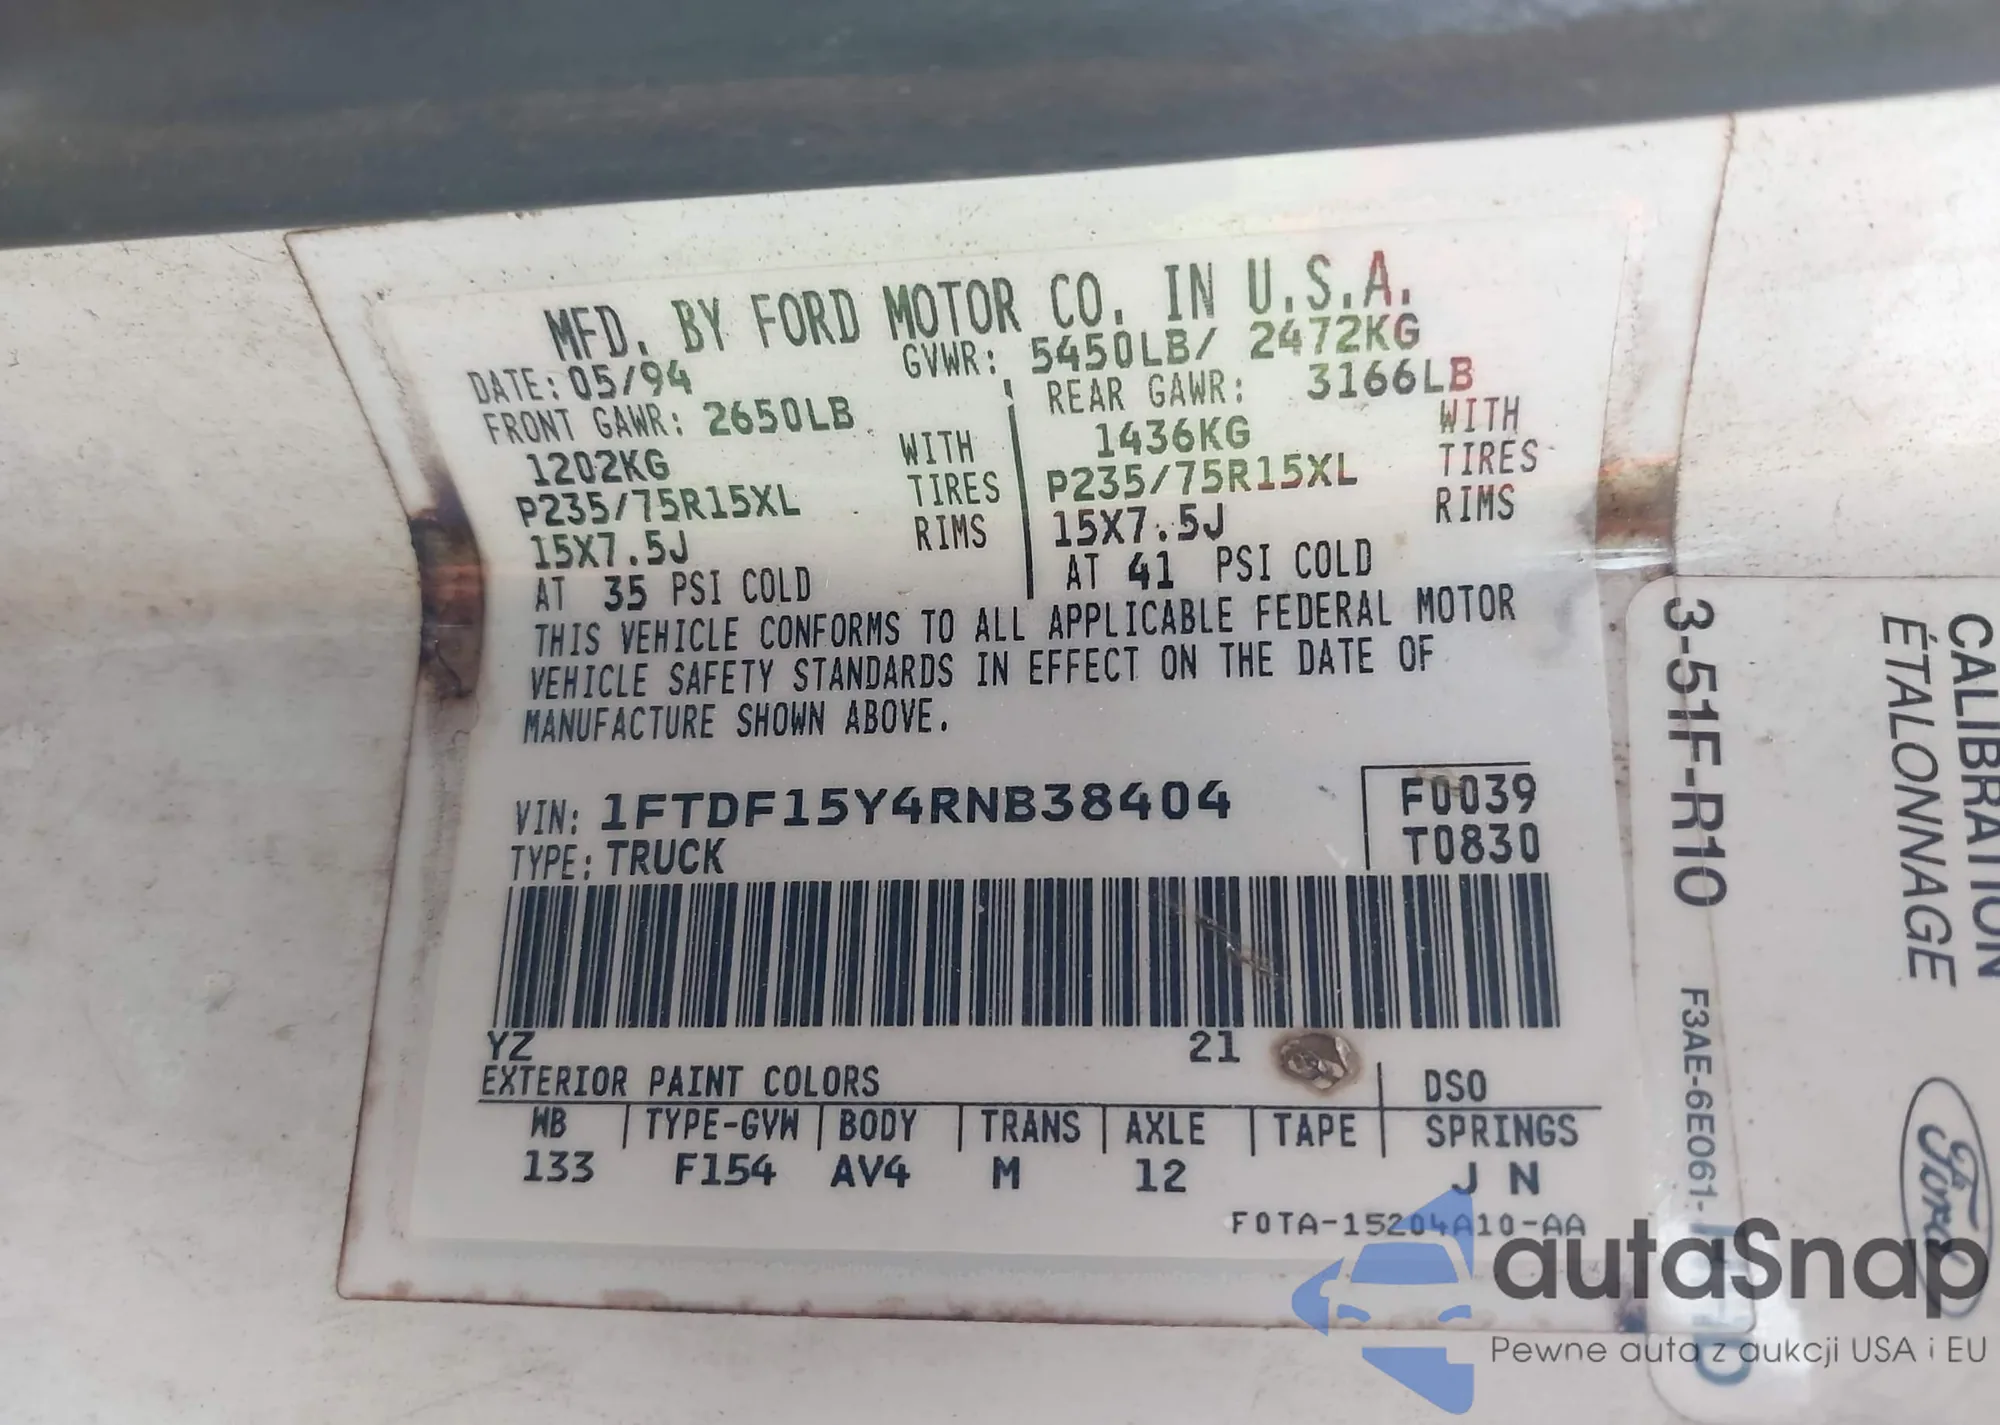 MFD. BY FORD MOTOR CO. IN U.S.A.
DATE: 05/94 GVWR: 5450LB/ 2472KG
FRONT GAWR: 2650LB REAR GAWR: 3166LB
1202KG WITH 1436KG WITH
P235/75R15XL TIRES P235/75R15XL TIRES
15X7.5J RIMS 15X7.5J RIMS
AT 35 PSI COLD AT 41 PSI COLD
THIS VEHICLE CONFORMS TO ALL APPLICABLE FEDERAL MOTOR
VEHICLE SAFETY STANDARDS IN EFFECT ON THE DATE OF
MANUFACTURE SHOWN ABOVE.
VIN: 1FTDF15Y4RNB38404 F0039
TYPE: TRUCK T0830
YZ 21
EXTERIOR PAINT COLORS DSO
WB TYPE-GVW BODY TRANS AXLE TAPE SPRINGS
133 F154 AV4 M 12 J N
F0TA-15204A10-AA
CALIBRATION
ÉTALONNAGE
3-51F-R10
F3AE-6E061-
Ford
autaSnap
Pewne auta z aukcji USA i EU